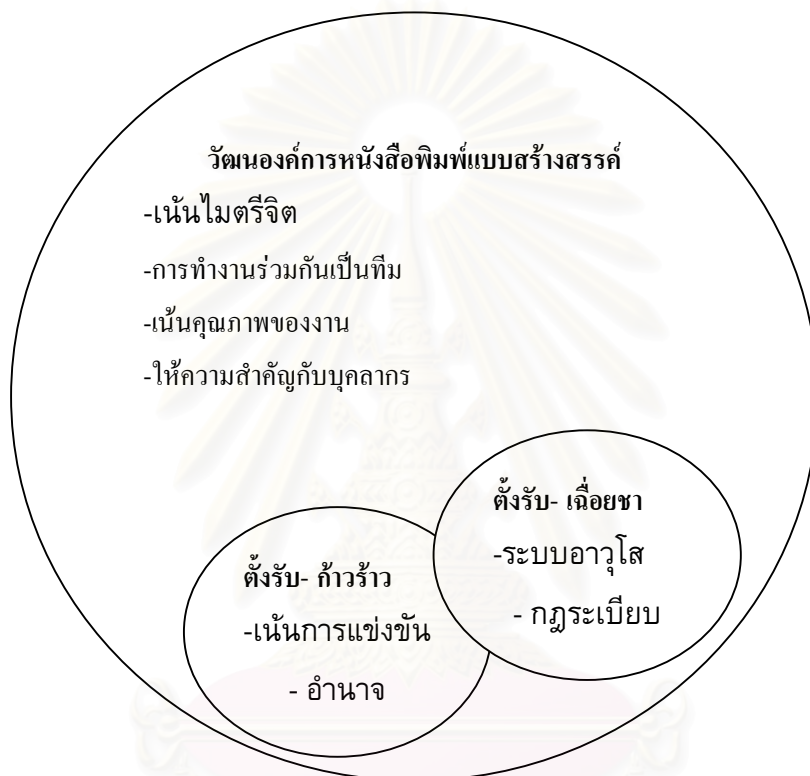 วัฒนองค์การหนังสือพิมพ์แบบสร้างสรรค์
-เน้นไมตรีจิต
-การทำงานร่วมกันเป็นทีม
-เน้นคุณภาพของงาน
-ให้ความสำคัญกับบุคลากร
ตั้งรับ- เฉื่อยชา
-ระบบอาวุโส
- กฎระเบียบ
ตั้งรับ- ก้าวร้าว
-เน้นการแข่งขัน
- อำนาจ